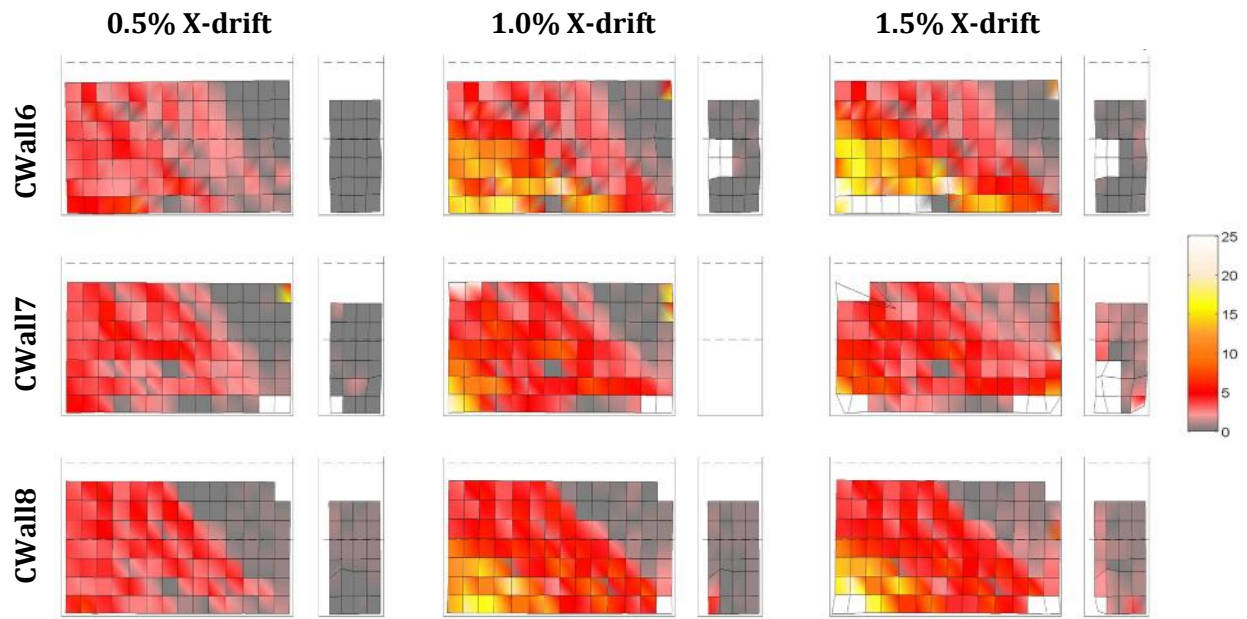 0.5% X-drift
1.0% X-drift
1.5% X-drift
CWall6
CWall7
CWall8
25
20
15
10
5
0